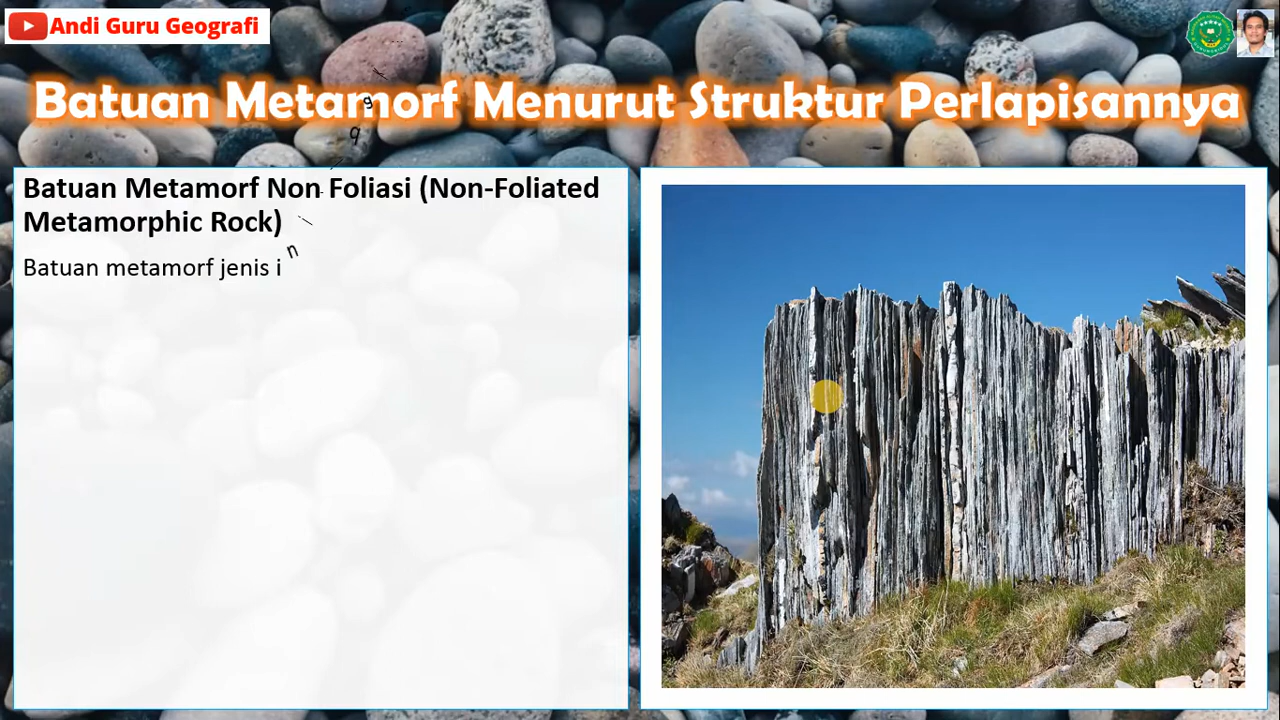 Andi Guru Geografi
Batuan Metamorf Menurut Struktur Perlapisannya
Batuan Metamorf Non Foliasi (Non-Foliated
Metamorphic Rock)
Batuan metamorf jenis i n